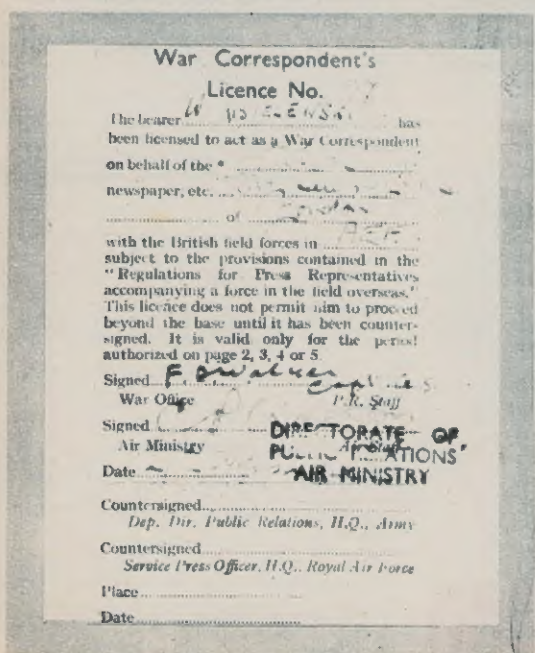 War Correspondent's
Licence No.
The bearer has
been licensed to act as a War Correspondent
on behalf of the *
newspaper, etc.
of London
with the British field forces in AEF
subject to the provisions contained in the
"Regulations for Press Representatives
accompanying a force in the field overseas."
This licence does not permit him to proceed
beyond the base until it has been counter-
signed. It is valid only for the period
authorized on page 2, 3, 4 or 5.
Signed
War Office P.R. Staff
Signed
Air Ministry
DIRECTORATE OF
PUBLIC RELATIONS
AIR MINISTRY
Date
Countersigned
Dep. Dir. Public Relations, H.Q., Army
Countersigned
Service Press Officer, H.Q., Royal Air Force
Place
Date